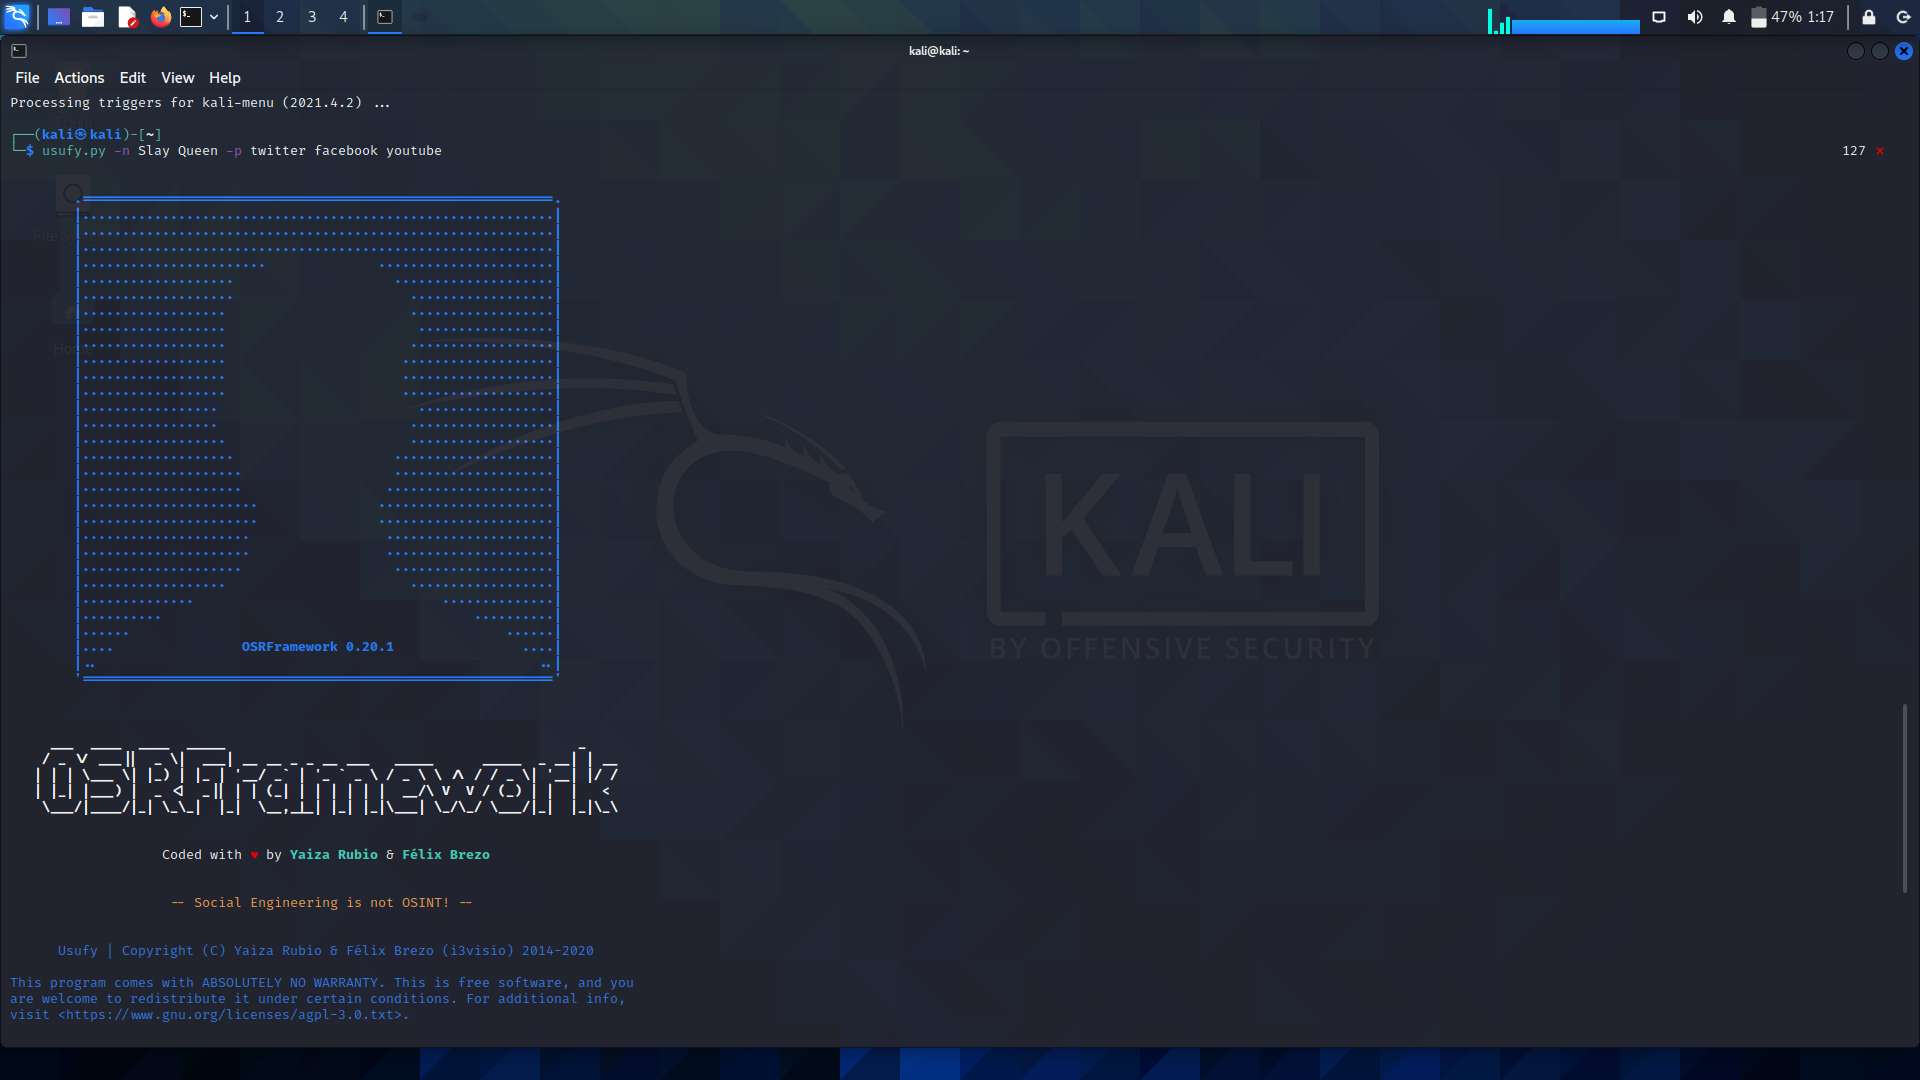 1 2 3 4
47% 1:17
kali@kali: ~
File Actions Edit View Help
Processing triggers for kali-menu (2021.4.2) ...
(kali㉿kali)-[~]
$ usufy.py -n Slay Queen -p twitter facebook youtube
127 ×
File System
Home
OSRFramework 0.20.1
OSRFramework
KALI
BY OFFENSIVE SECURITY
Coded with ♥ by Yaiza Rubio & Félix Brezo
-- Social Engineering is not OSINT! --
Usufy | Copyright (C) Yaiza Rubio & Félix Brezo (i3visio) 2014-2020
This program comes with ABSOLUTELY NO WARRANTY. This is free software, and you
are welcome to redistribute it under certain conditions. For additional info,
visit <https://www.gnu.org/licenses/agpl-3.0.txt>.